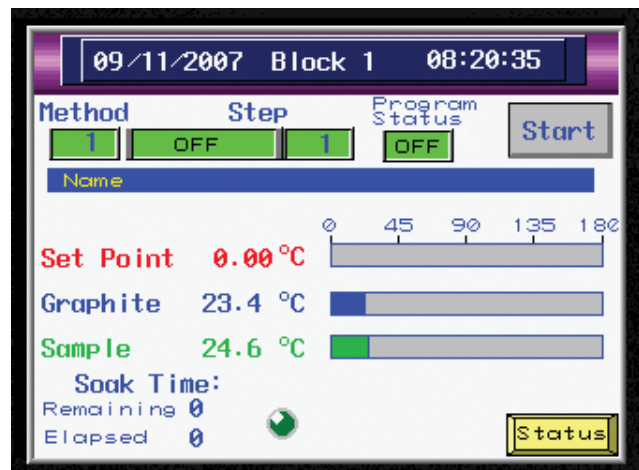 09/11/2007 Block 1 08:20:35
Method Step Program Status Start
1 OFF 1 OFF
Name
0 45 90 135 180
Set Point 0.00 °C
Graphite 23.4 °C
Sample 24.6 °C
Soak Time:
Remaining 0
Elapsed 0
Status